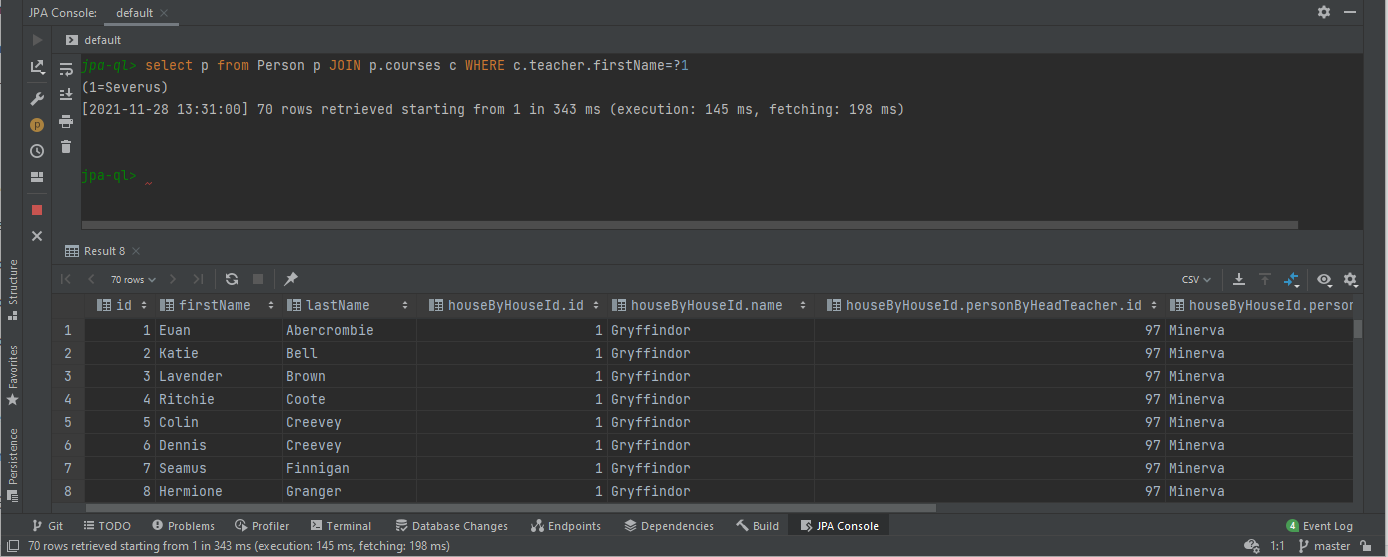 JPA Console: default
default
jpa-ql> select p from Person p JOIN p.courses c WHERE c.teacher.firstName=?1
(1=Severus)
[2021-11-28 13:31:00] 70 rows retrieved starting from 1 in 343 ms (execution: 145 ms, fetching: 198 ms)
jpa-ql>
Result 8
70 rows CSV
id firstName lastName houseByHouseId.id houseByHouseId.name houseByHouseId.personByHeadTeacher.id houseByHouseId.person
1 1 Euan Abercrombie 1 Gryffindor 97 Minerva
2 2 Katie Bell 1 Gryffindor 97 Minerva
3 3 Lavender Brown 1 Gryffindor 97 Minerva
4 4 Ritchie Coote 1 Gryffindor 97 Minerva
5 5 Colin Creevey 1 Gryffindor 97 Minerva
6 6 Dennis Creevey 1 Gryffindor 97 Minerva
7 7 Seamus Finnigan 1 Gryffindor 97 Minerva
8 8 Hermione Granger 1 Gryffindor 97 Minerva
Structure
Favorites
Persistence
Git TODO Problems Profiler Terminal Database Changes Endpoints Dependencies Build JPA Console 4 Event Log
70 rows retrieved starting from 1 in 343 ms (execution: 145 ms, fetching: 198 ms) 1:1 master